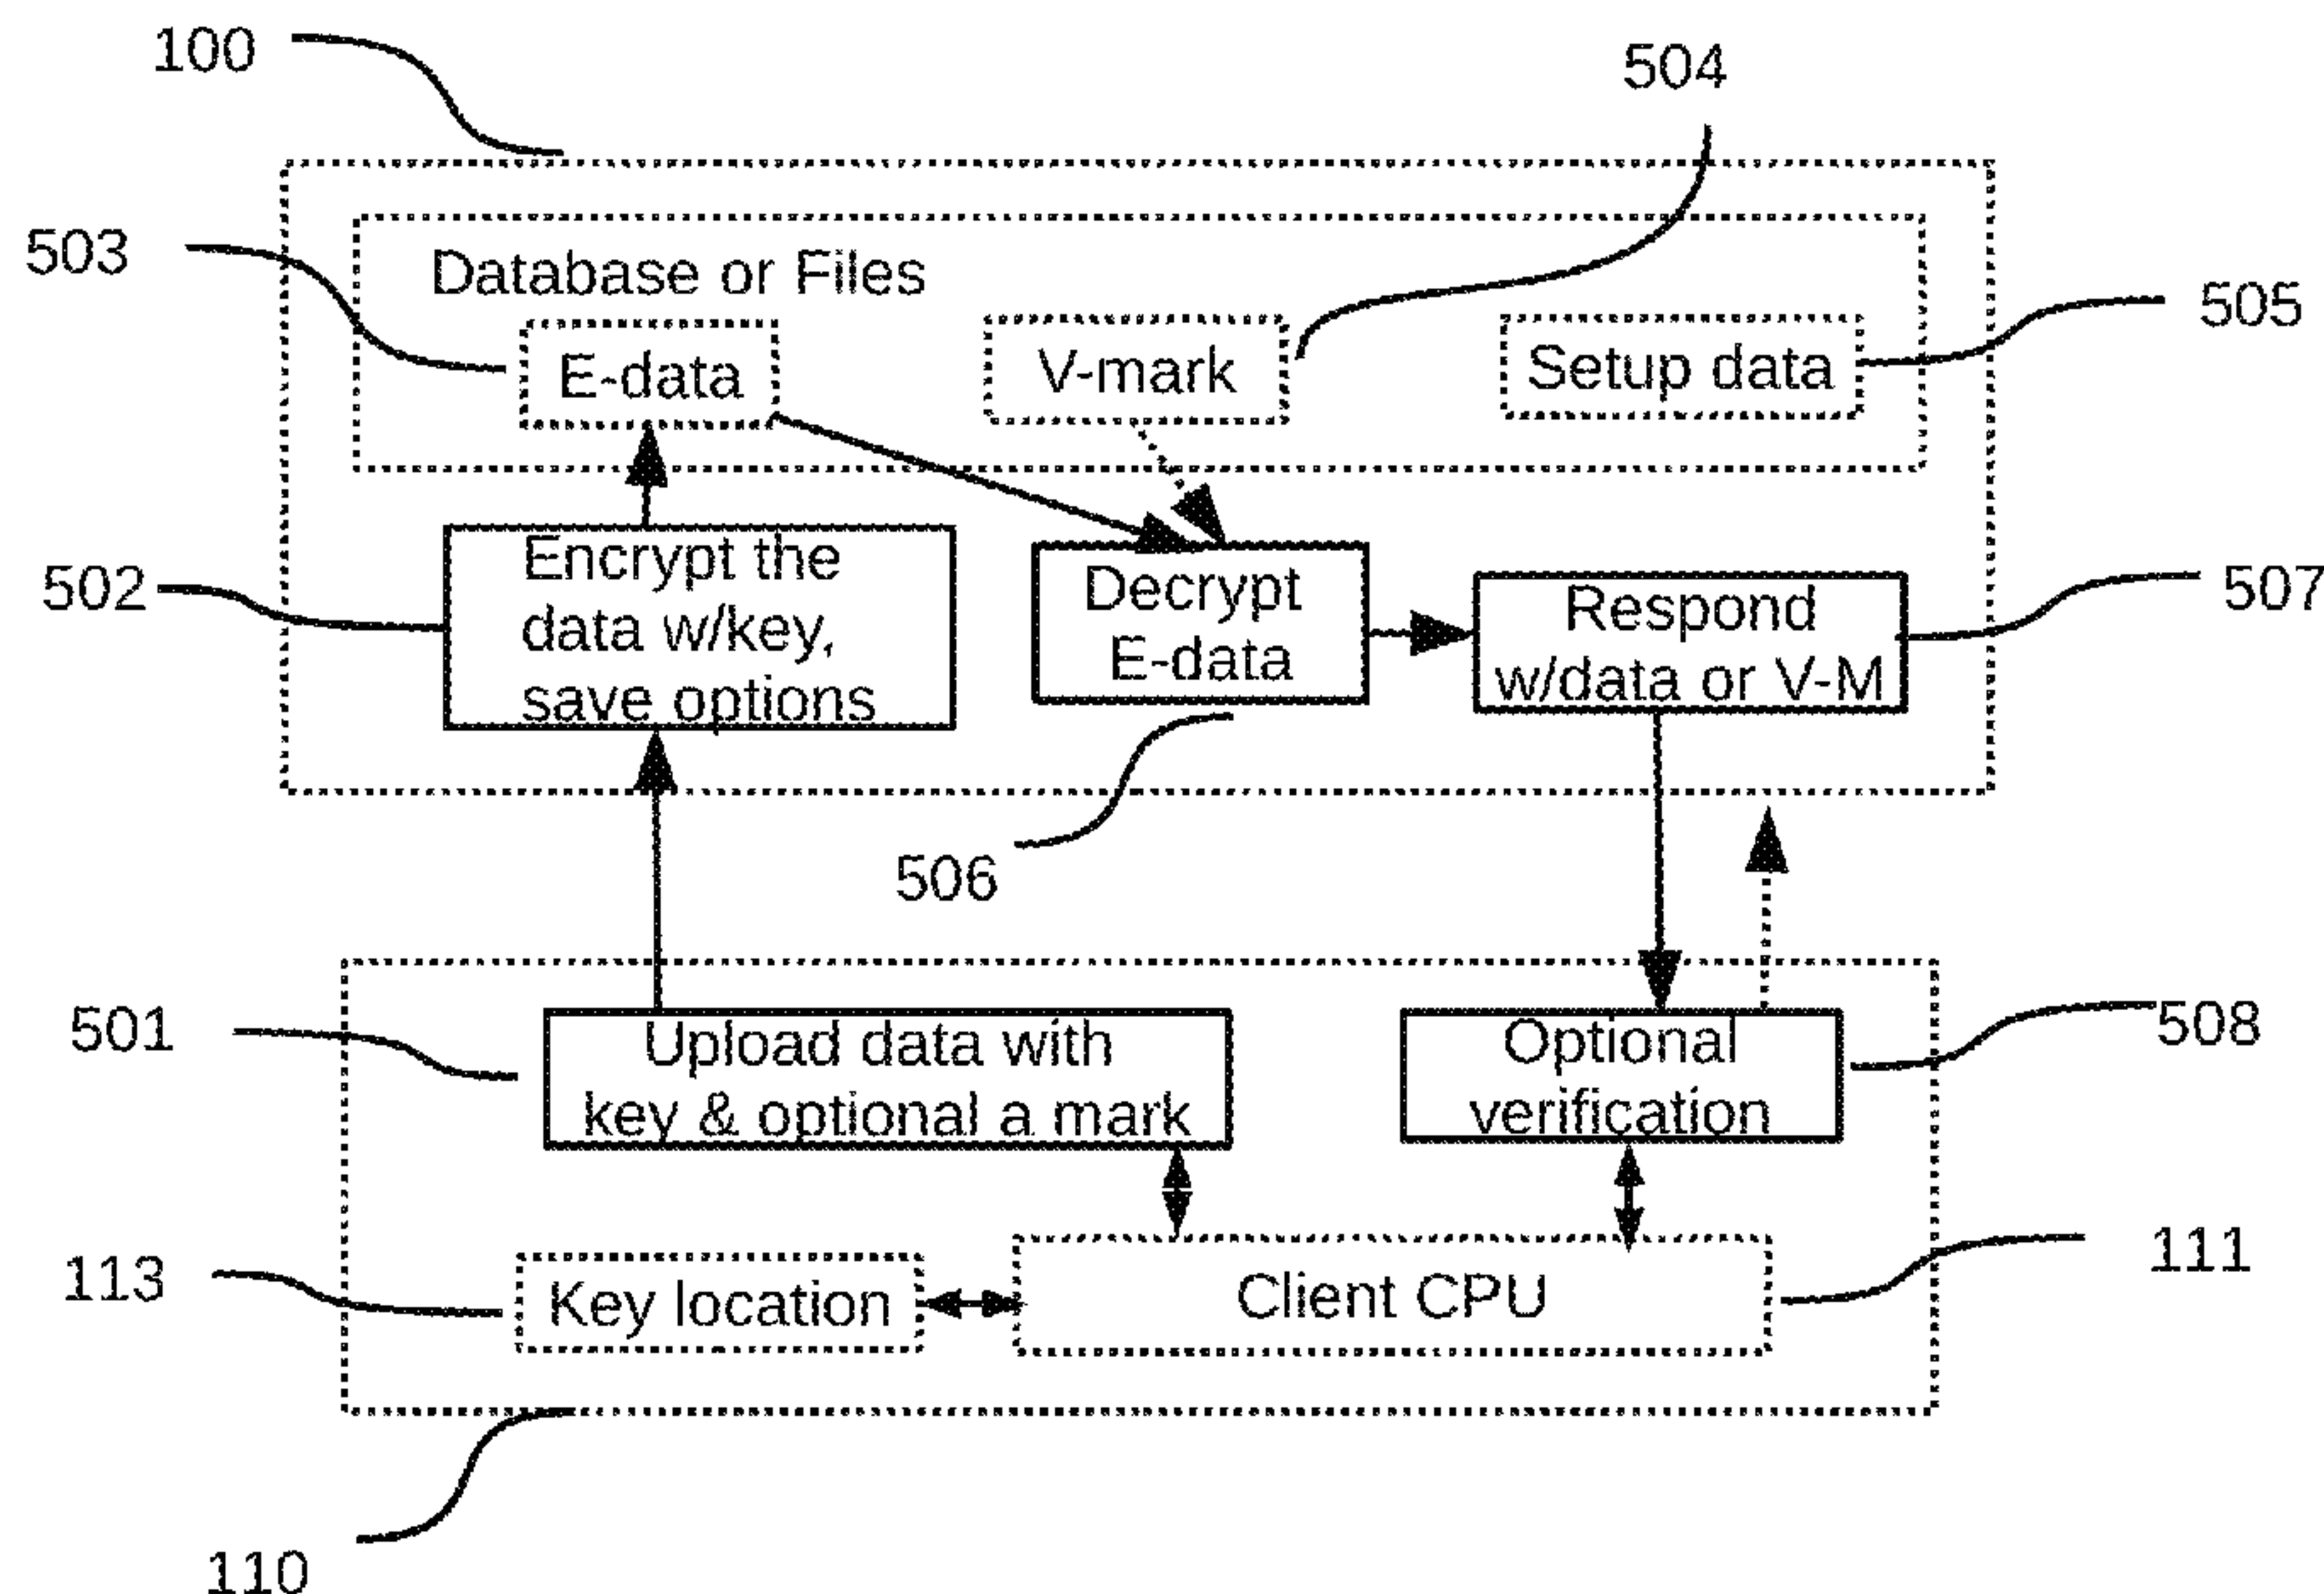 100
504
503
Database or Files
505
E-data
V-mark
Setup data
502
Encrypt the
data w/key,
save options
Decrypt
E-data
Respond
w/data or V-M
507
506
501
Upload data with
key & optional a mark
Optional
verification
508
113
Key location
Client CPU
111
110